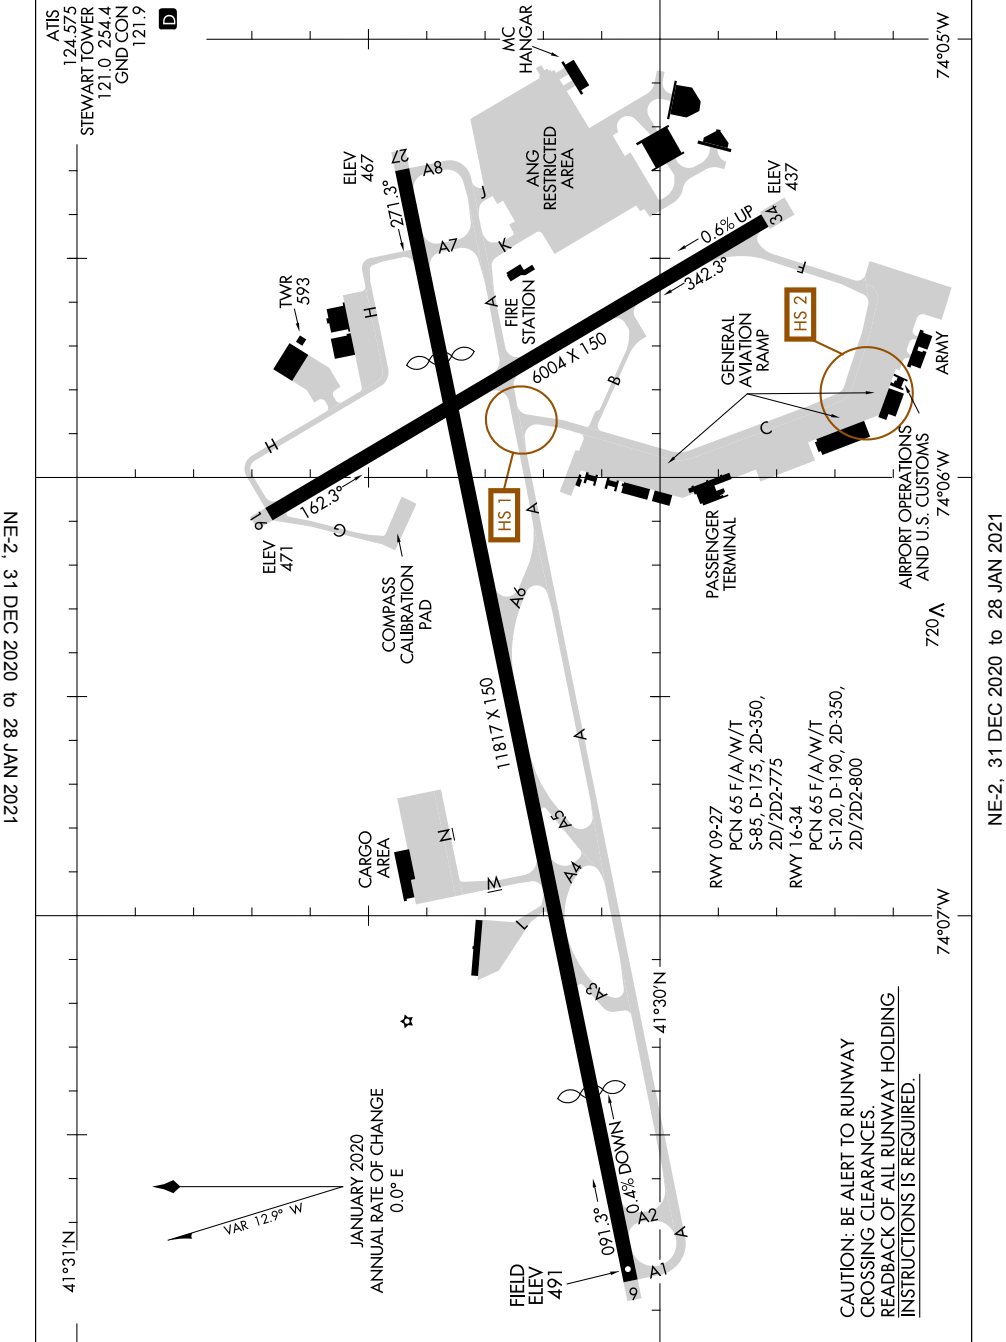 ATIS
124.575
STEWART TOWER
121.0 254.4
GND CON
121.9
D
74°05'W
MC
HANGAR
ELEV
467
27
A8
271.3°
J
ANG
RESTRICTED
AREA
A7
K
ELEV
437
34
0.6% UP
342.3°
F
TWR
593
H
A
FIRE
STATION
6004 X 150
B
GENERAL
AVIATION
RAMP
HS 2
ARMY
C
H
HS 1
A
16
162.3°
G
ELEV
471
COMPASS
CALIBRATION
PAD
PASSENGER
TERMINAL
AIRPORT OPERATIONS
AND U.S. CUSTOMS
74°06'W
720
A6
11817 X 150
A
A5
A4
N
M
L
CARGO
AREA
A3
RWY 09-27
PCN 65 F/A/W/T
S-85, D-175, 2D-350,
2D/2D2-775
RWY 16-34
PCN 65 F/A/W/T
S-120, D-190, 2D-350,
2D/2D2-800
74°07'W
41°30'N
JANUARY 2020
ANNUAL RATE OF CHANGE
0.0° E
VAR 12.9° W
41°31'N
0.4% DOWN
091.3°
A2
A
A1
9
FIELD
ELEV
491
CAUTION: BE ALERT TO RUNWAY
CROSSING CLEARANCES.
READBACK OF ALL RUNWAY HOLDING
INSTRUCTIONS IS REQUIRED.
NE-2, 31 DEC 2020 to 28 JAN 2021
NE-2, 31 DEC 2020 to 28 JAN 2021